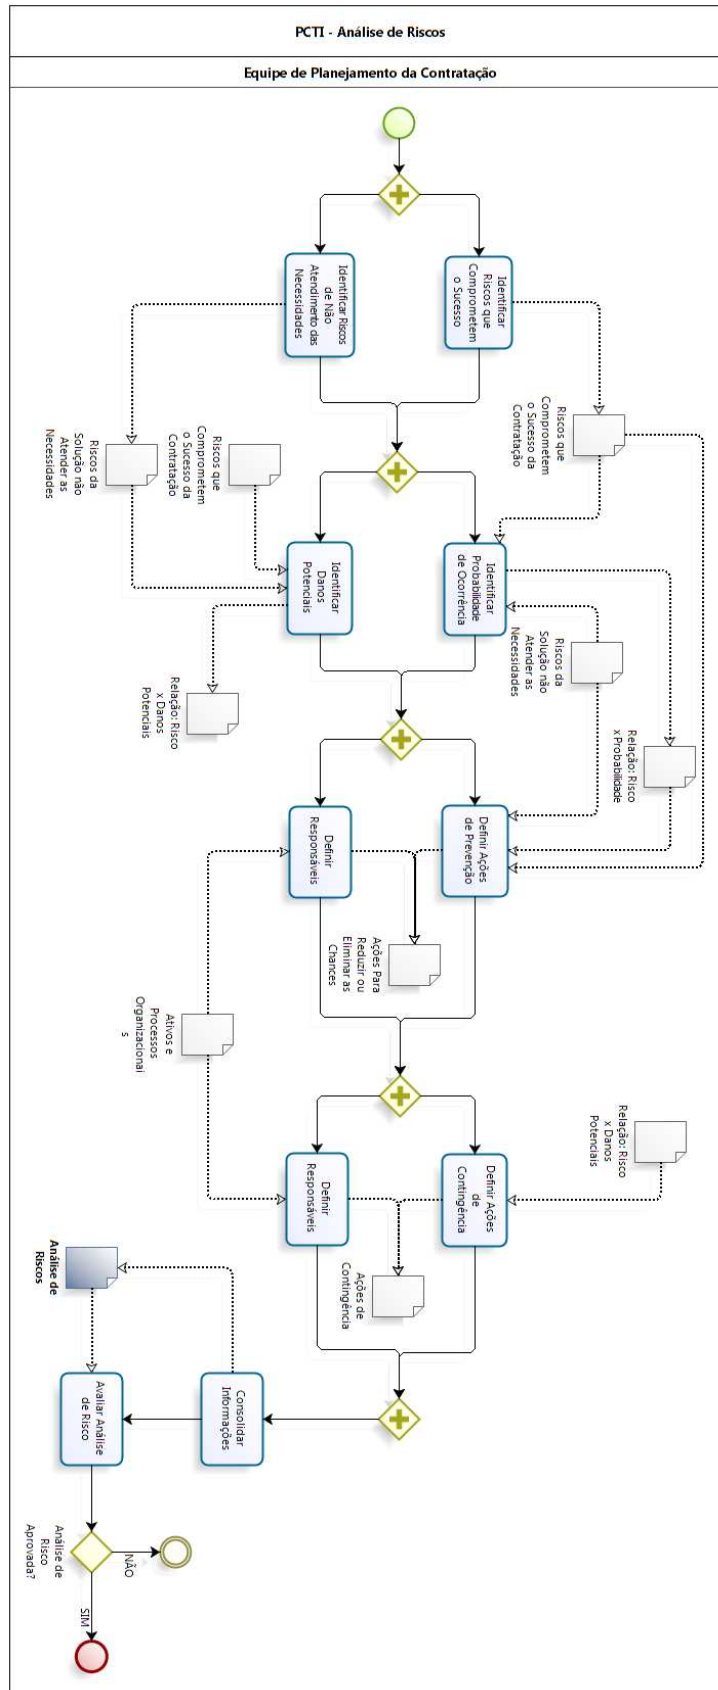 PCTI - Análise de Riscos
Equipe de Planejamento da Contratação
Identificar
Riscos que
Comprometem
o Sucesso
Identificar Riscos
de Não
Atendimento das
Necessidades
Riscos que
Comprometem
o Sucesso da
Contratação
Riscos que
Comprometem
o Sucesso da
Contratação
Riscos da
Solução não
Atender as
Necessidades
Identificar
Probabilidade
de Ocorrência
Identificar
Danos
Potenciais
Riscos da
Solução não
Atender as
Necessidades
Relação: Risco
x Danos
Potenciais
Relação: Risco
x Probabilidade
Definir Ações
de Prevenção
Definir
Responsáveis
Ações Para
Reduzir ou
Eliminar as
Chances
Ativos e
Processos
Organizacionai
s
Relação: Risco
x Danos
Potenciais
Definir Ações
de
Contingência
Definir
Responsáveis
Ações de
Contingência
Análise de
Riscos
Consolidar
Informações
Avaliar Análise
de Risco
Análise de
Risco
Aprovada?
NÃO
SIM